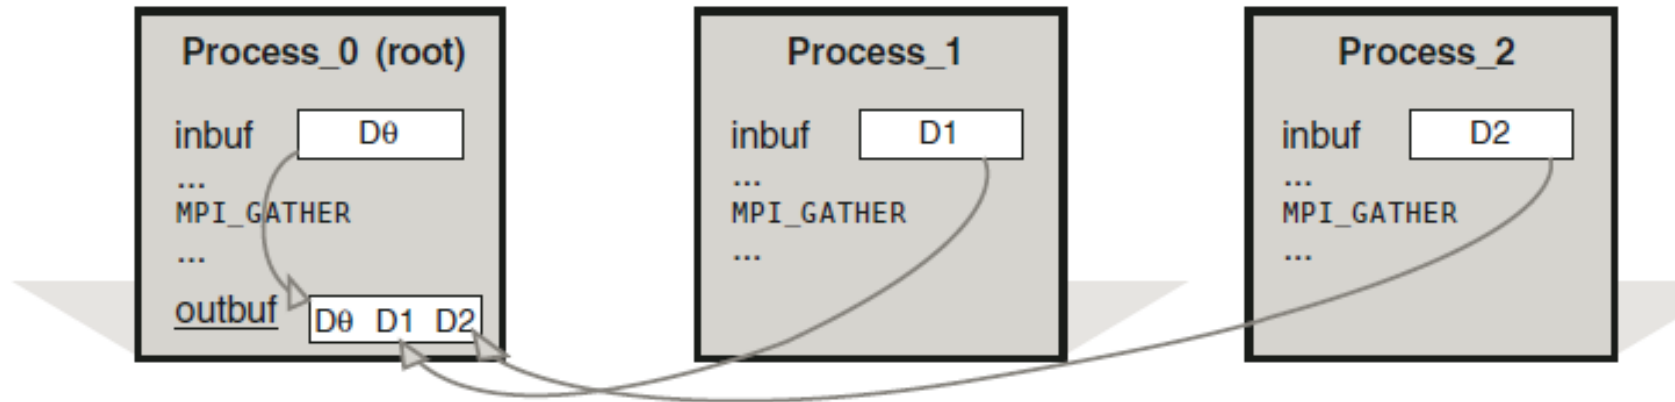 Process_0 (root)
inbuf Dθ
...
MPI_GATHER
...
outbuf Dθ D1 D2
Process_1
inbuf D1
...
MPI_GATHER
...
Process_2
inbuf D2
...
MPI_GATHER
...